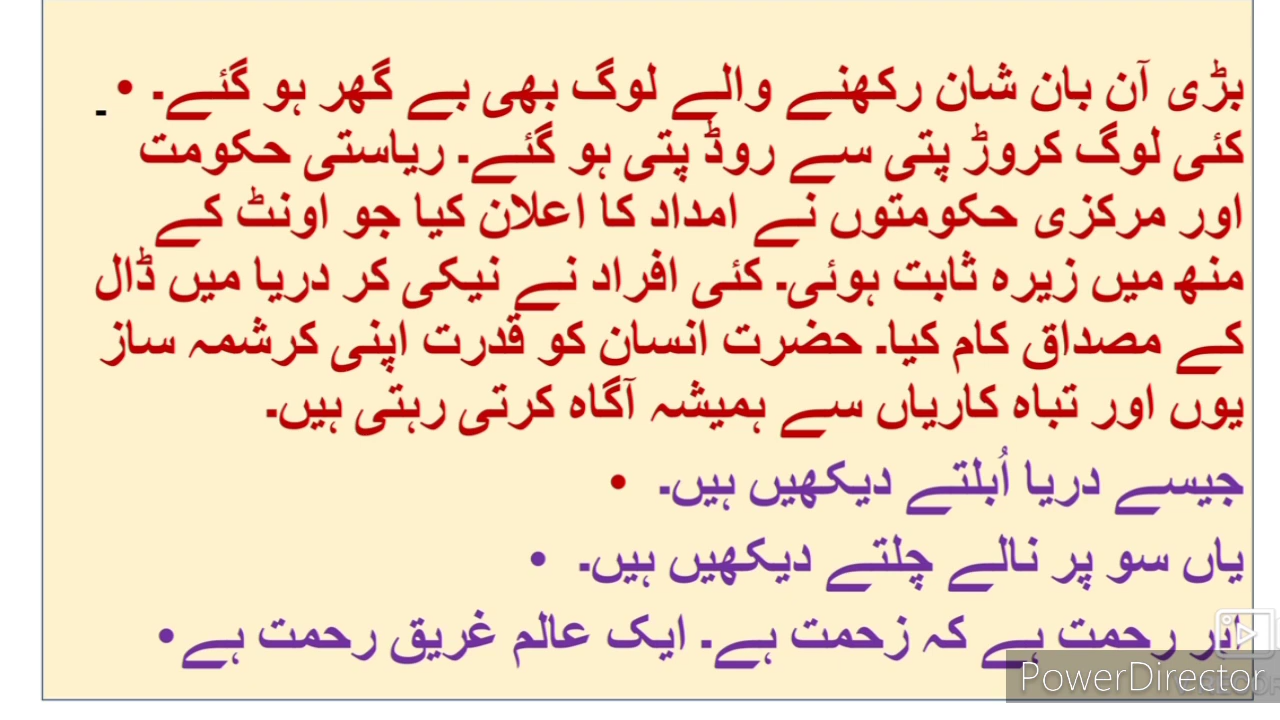 بڑی آن بان شان رکھنے والے لوگ بھی بے گھر ہو گئے۔ • ۔
کئی لوگ کروڑ پتی سے روڈ پتی ہو گئے۔ ریاستی حکومت
اور مرکزی حکومتوں نے امداد کا اعلان کیا جو اونٹ کے
منھ میں زیرہ ثابت ہوئی۔ کئی افراد نے نیکی کر دریا میں ڈال
کے مصداق کام کیا۔ حضرت انسان کو قدرت اپنی کرشمہ ساز
یوں اور تباہ کاریاں سے ہمیشہ آگاہ کرتی رہتی ہیں۔
جیسے دریا اُبلتے دیکھیں ہیں۔ •
یاں سو پر نالے چلتے دیکھیں ہیں۔ •
ابر رحمت ہے کہ زحمت ہے۔ ایک عالم غریق رحمت ہے •
PowerDirector